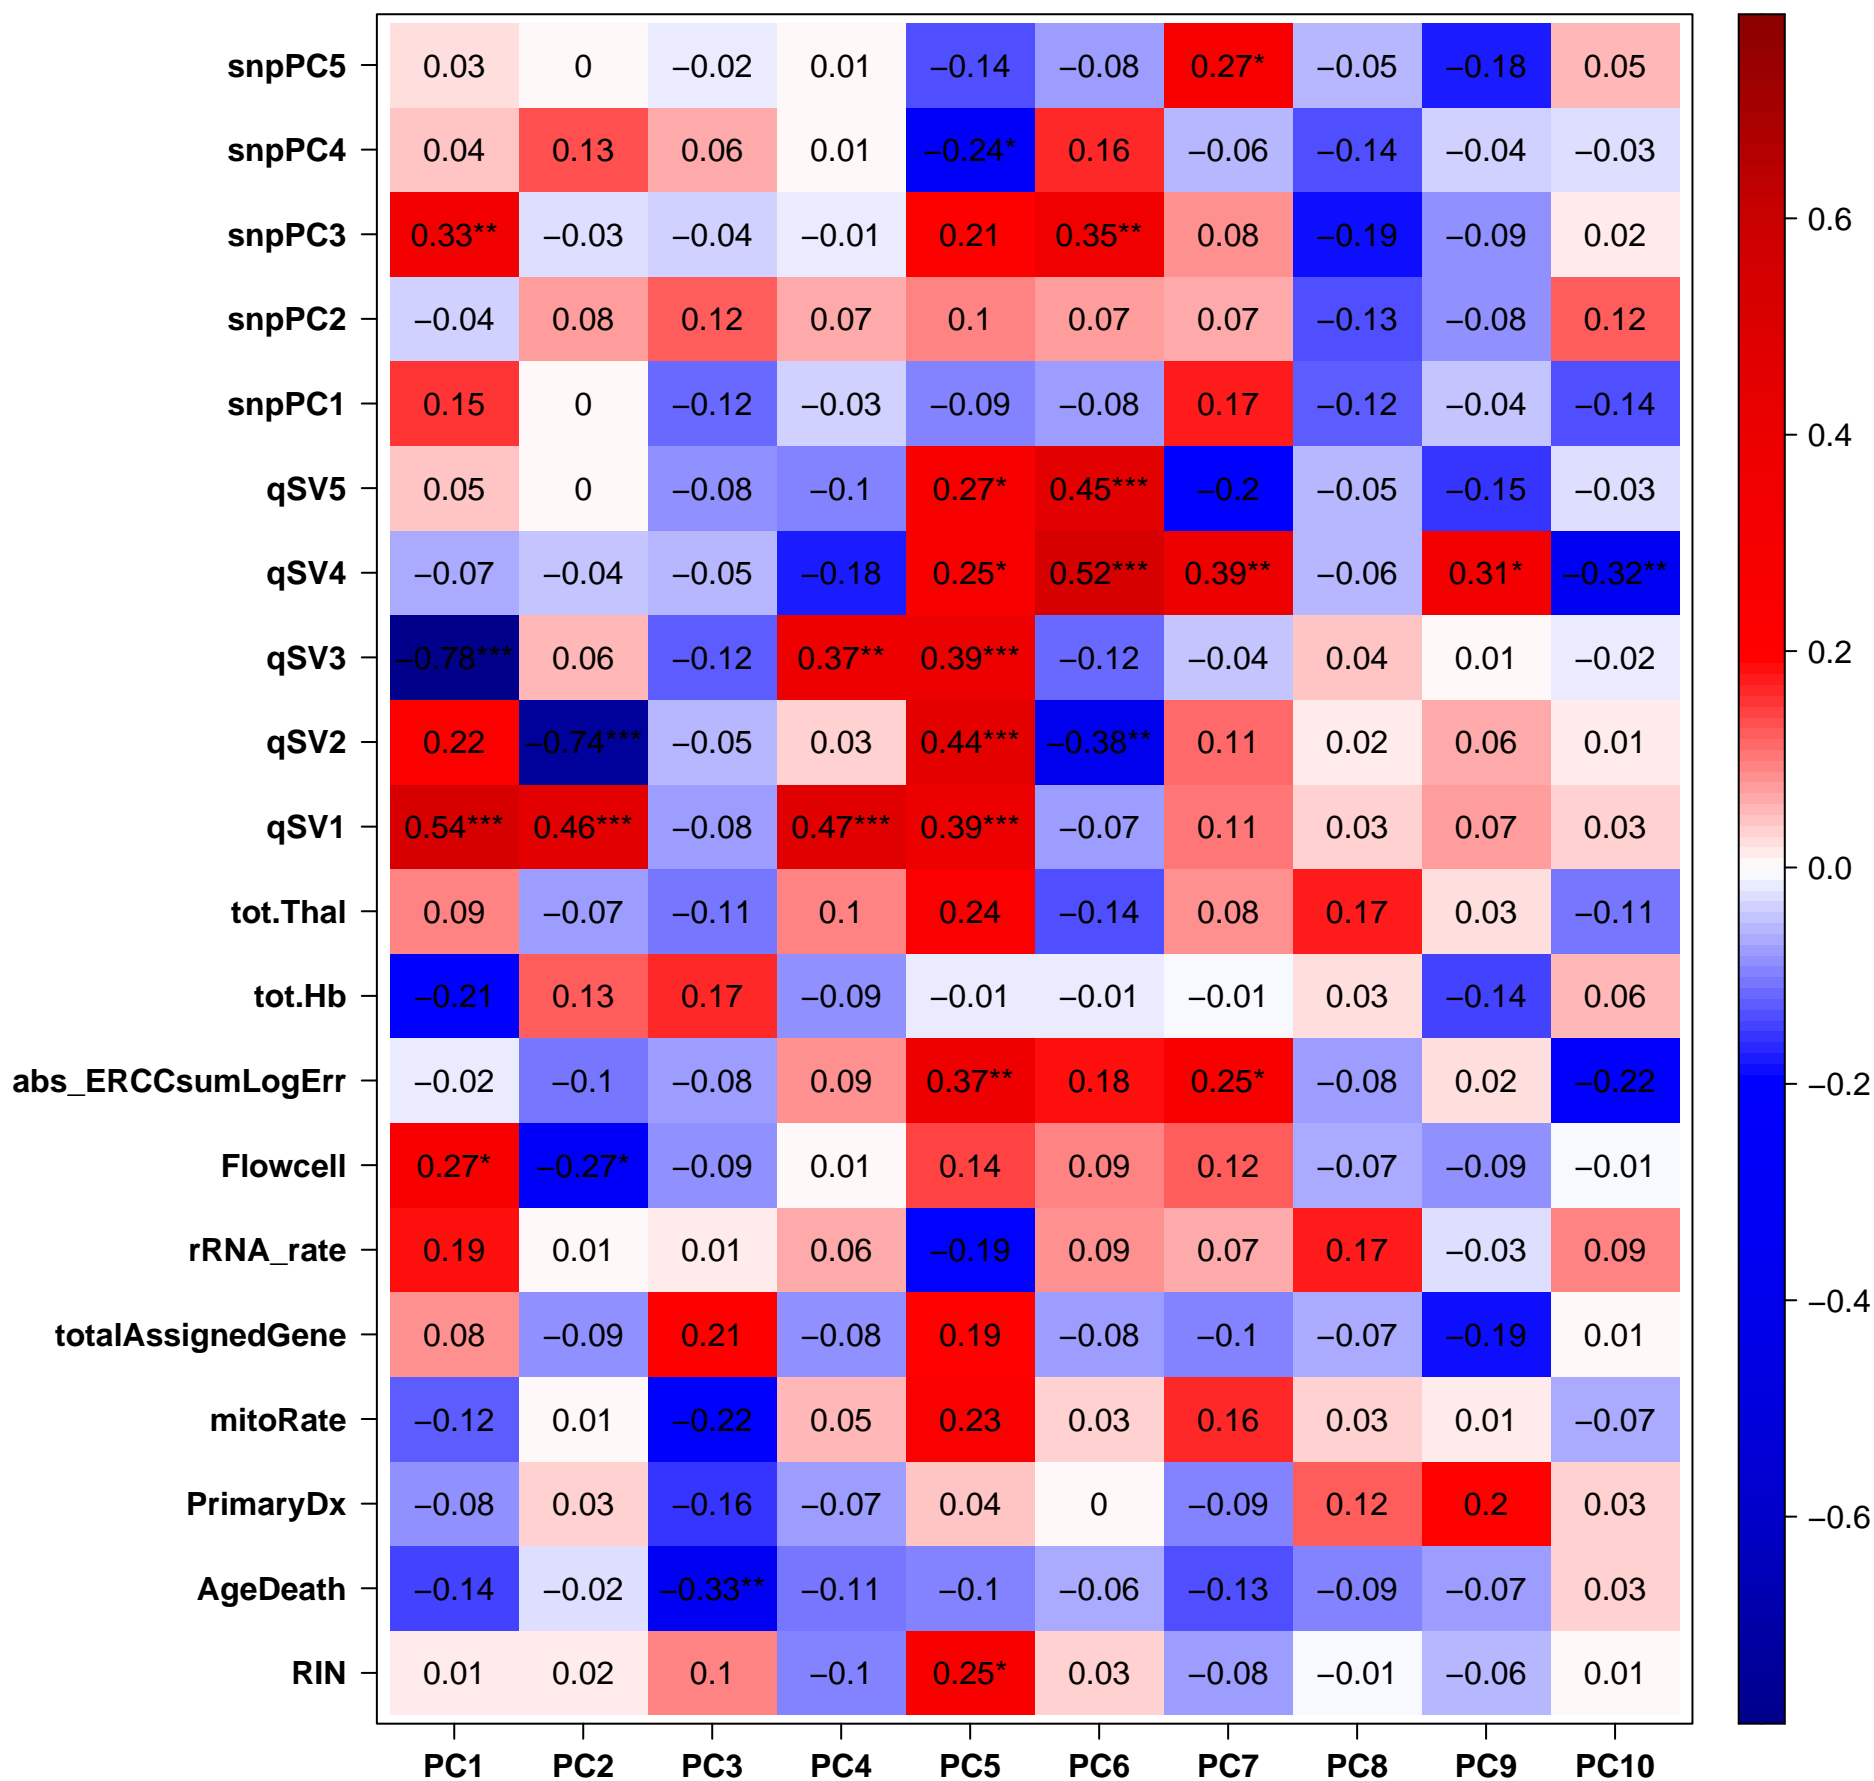 snpPC5 0.03 0 −0.02 0.01 −0.14 −0.08 0.27* −0.05 −0.18 0.05
snpPC4 0.04 0.13 0.06 0.01 −0.24* 0.16 −0.06 −0.14 −0.04 −0.03
snpPC3 0.33** −0.03 −0.04 −0.01 0.21 0.35** 0.08 −0.19 −0.09 0.02
snpPC2 −0.04 0.08 0.12 0.07 0.1 0.07 0.07 −0.13 −0.08 0.12
snpPC1 0.15 0 −0.12 −0.03 −0.09 −0.08 0.17 −0.12 −0.04 −0.14
qSV5 0.05 0 −0.08 −0.1 0.27* 0.45*** −0.2 −0.05 −0.15 −0.03
qSV4 −0.07 −0.04 −0.05 −0.18 0.25* 0.52*** 0.39** −0.06 0.31* −0.32**
qSV3 −0.78*** 0.06 −0.12 0.37** 0.39*** −0.12 −0.04 0.04 0.01 −0.02
qSV2 0.22 −0.74*** −0.05 0.03 0.44*** −0.38** 0.11 0.02 0.06 0.01
qSV1 0.54*** 0.46*** −0.08 0.47*** 0.39*** −0.07 0.11 0.03 0.07 0.03
tot.Thal 0.09 −0.07 −0.11 0.1 0.24 −0.14 0.08 0.17 0.03 −0.11
tot.Hb −0.21 0.13 0.17 −0.09 −0.01 −0.01 −0.01 0.03 −0.14 0.06
abs_ERCCsumLogErr −0.02 −0.1 −0.08 0.09 0.37** 0.18 0.25* −0.08 0.02 −0.22
Flowcell 0.27* −0.27* −0.09 0.01 0.14 0.09 0.12 −0.07 −0.09 −0.01
rRNA_rate 0.19 0.01 0.01 0.06 −0.19 0.09 0.07 0.17 −0.03 0.09
totalAssignedGene 0.08 −0.09 0.21 −0.08 0.19 −0.08 −0.1 −0.07 −0.19 0.01
mitoRate −0.12 0.01 −0.22 0.05 0.23 0.03 0.16 0.03 0.01 −0.07
PrimaryDx −0.08 0.03 −0.16 −0.07 0.04 0 −0.09 0.12 0.2 0.03
AgeDeath −0.14 −0.02 −0.33** −0.11 −0.1 −0.06 −0.13 −0.09 −0.07 0.03
RIN 0.01 0.02 0.1 −0.1 0.25* 0.03 −0.08 −0.01 −0.06 0.01
PC1 PC2 PC3 PC4 PC5 PC6 PC7 PC8 PC9 PC10
0.6
0.4
0.2
0.0
−0.2
−0.4
−0.6